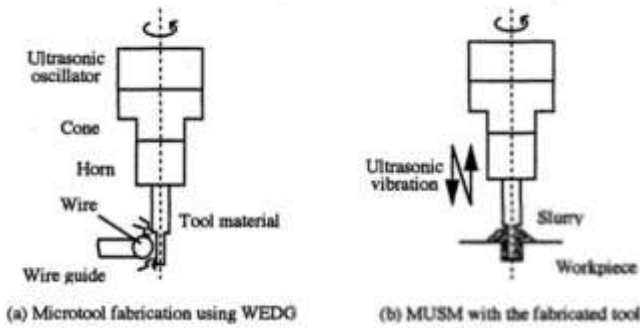 Ultrasonic
oscillator
Cone
Horn
Wire
Tool material
Wire guide
(a) Microtool fabrication using WEDG
Ultrasonic
vibration
Slurry
Workpiece
(b) MUSM with the fabricated tool